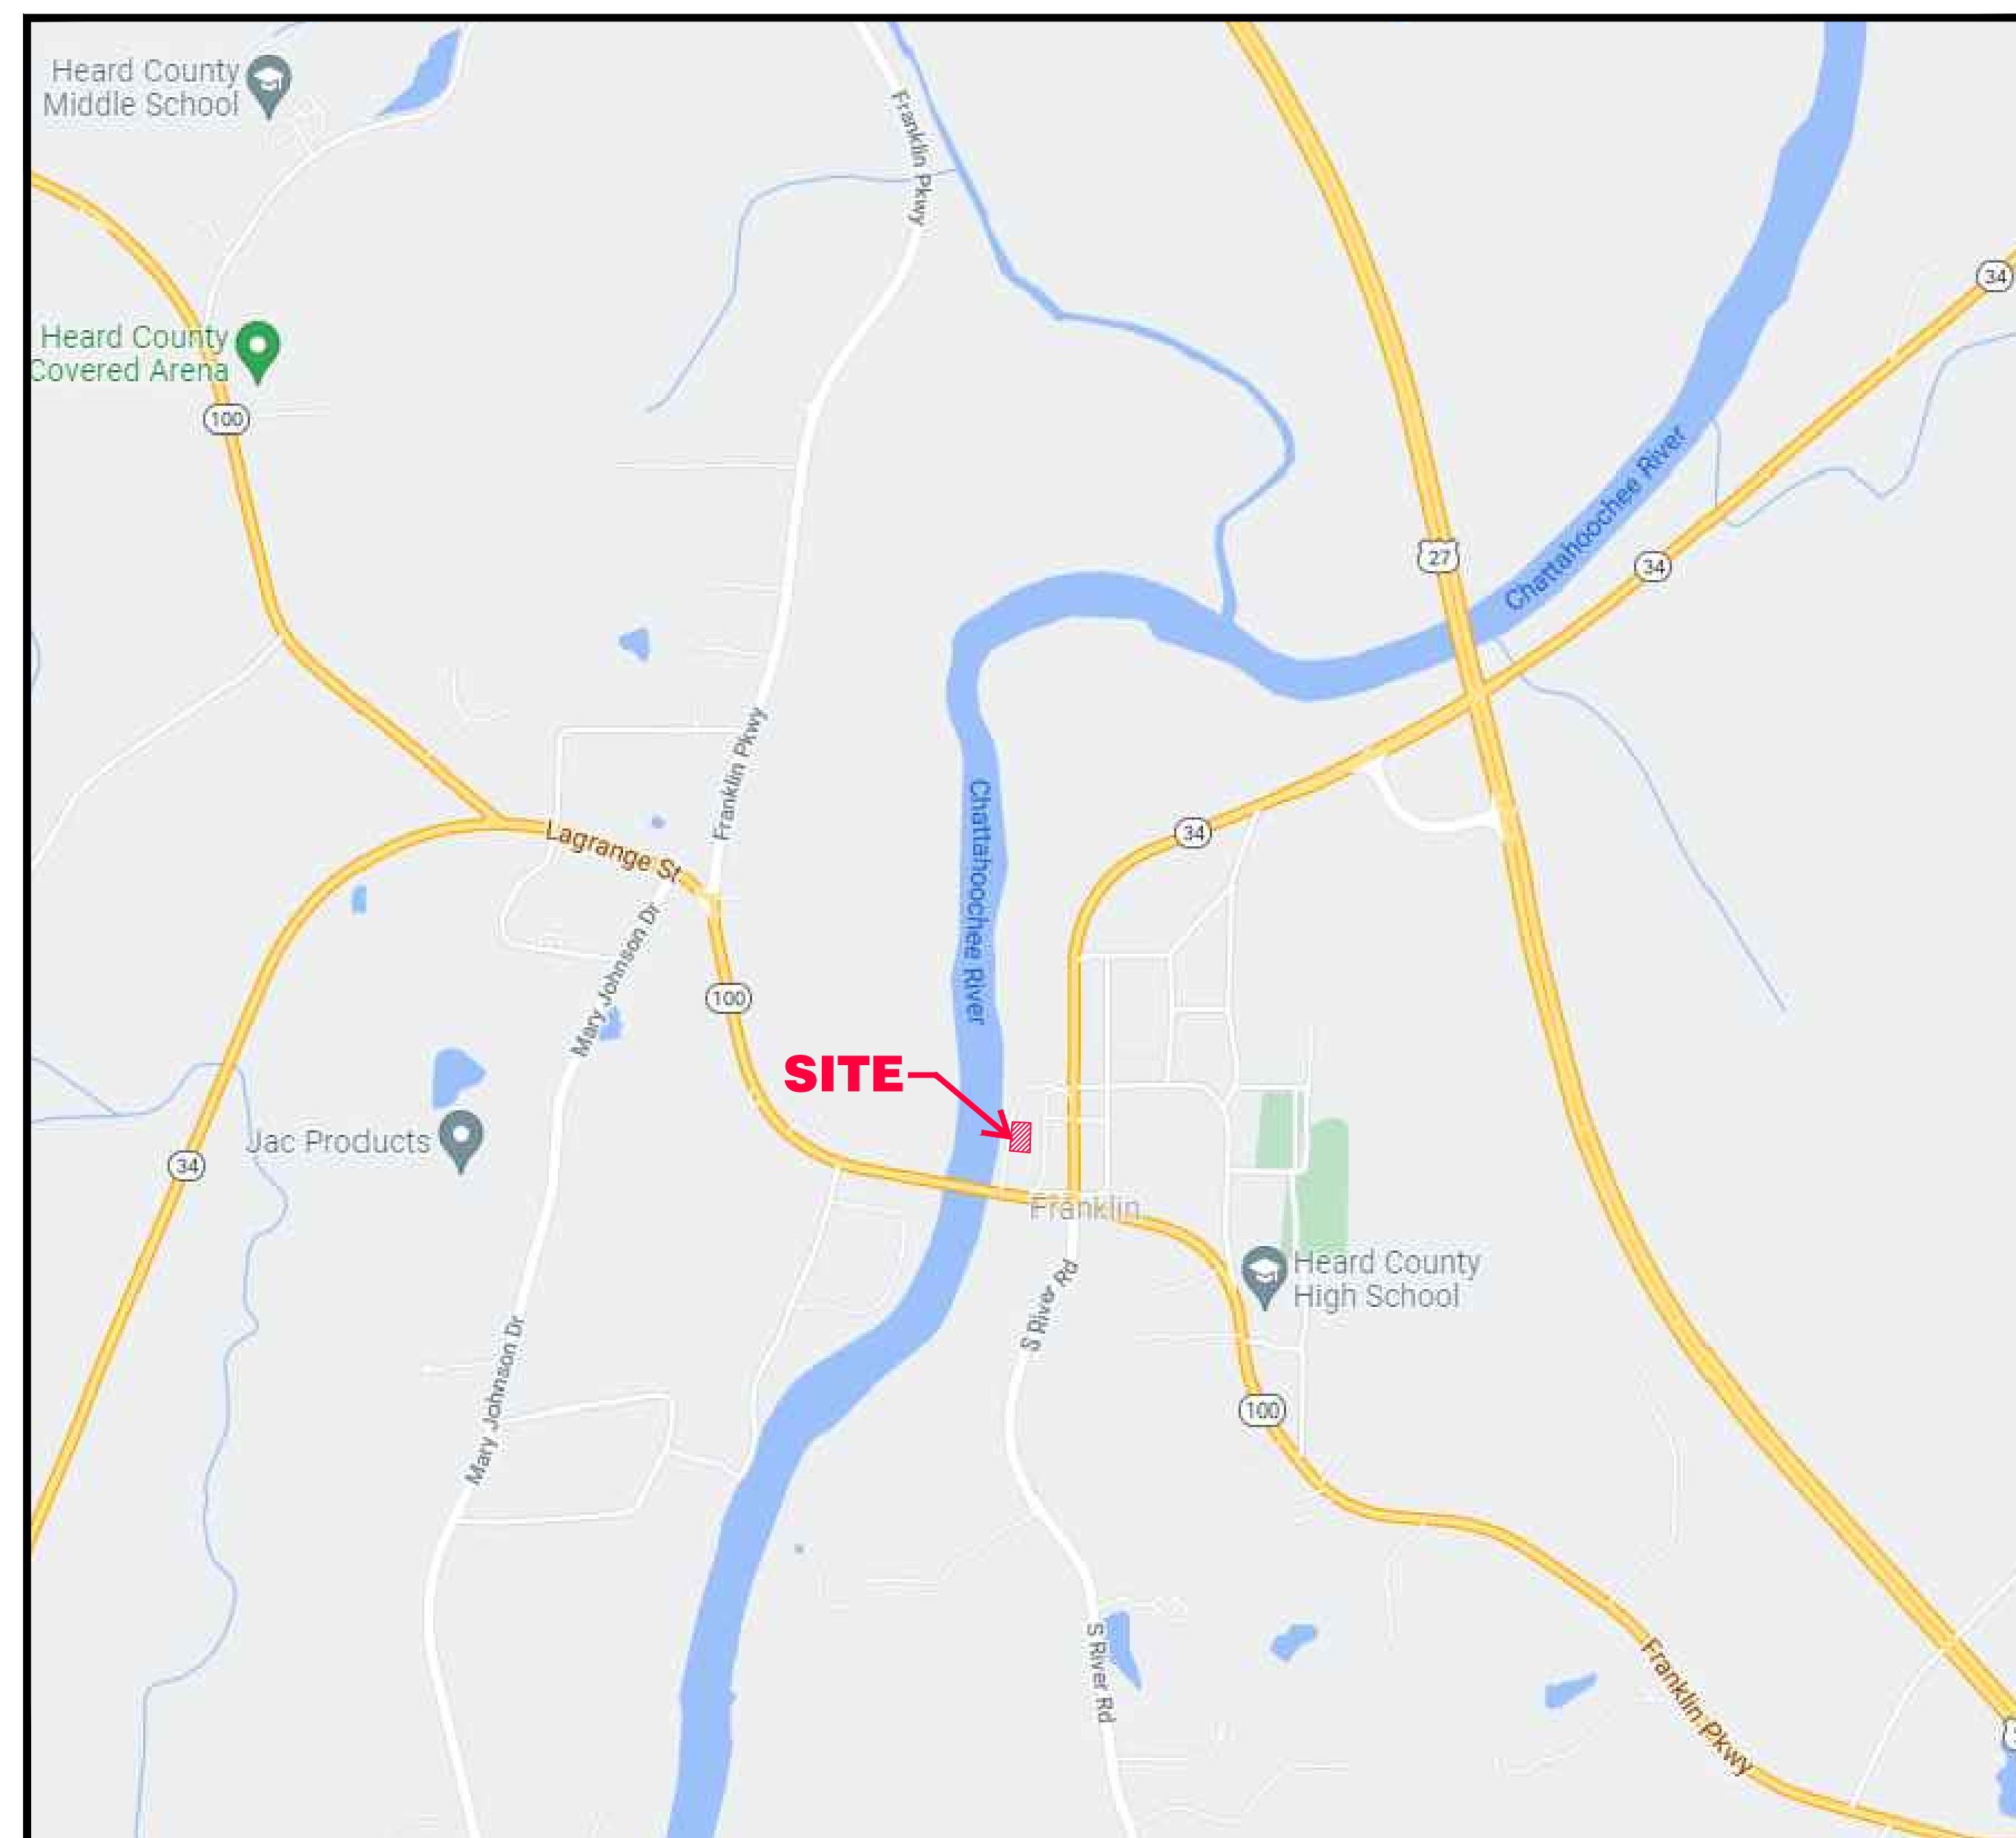 Heard County
Middle School
Franklin Pkwy
34
Heard County
Covered Arena
100
Chattahoochee River
27
34
Franklin Pkwy
Chattahoochee River
Lagrange St
34
Mary Johnson Dr
100
SITE
Jac Products
34
Franklin
S River Rd
Heard County
High School
Mary Johnson Dr
100
S River Rd
Franklin Pkwy